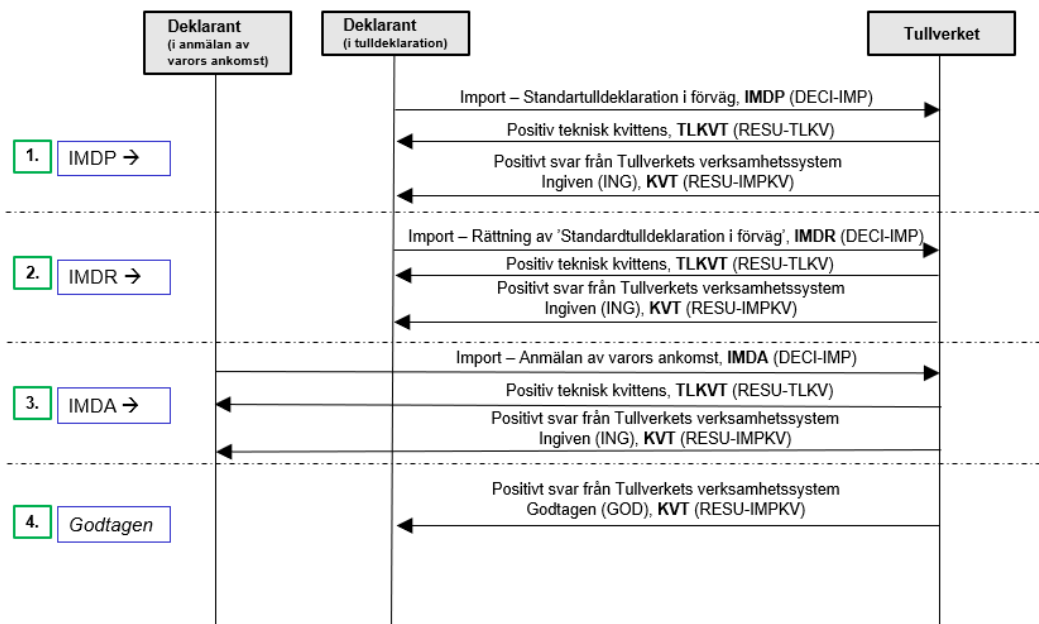 Deklarant
(i anmälan av
varors ankomst)
Deklarant
(i tulldeklaration)
Tullverket
Import – Standartulldeklaration i förväg, IMDP (DECI-IMP)
Positiv teknisk kvittens, TLKVT (RESU-TLKV)
1.
IMDP →
Positivt svar från Tullverkets verksamhetssystem
Ingiven (ING), KVT (RESU-IMPKV)
Import – Rättning av 'Standardtulldeklaration i förväg', IMDR (DECI-IMP)
Positiv teknisk kvittens, TLKVT (RESU-TLKV)
2.
IMDR →
Positivt svar från Tullverkets verksamhetssystem
Ingiven (ING), KVT (RESU-IMPKV)
Import – Anmälan av varors ankomst, IMDA (DECI-IMP)
Positiv teknisk kvittens, TLKVT (RESU-TLKV)
3.
IMDA →
Positivt svar från Tullverkets verksamhetssystem
Ingiven (ING), KVT (RESU-IMPKV)
4.
Godtagen
Positivt svar från Tullverkets verksamhetssystem
Godtagen (GOD), KVT (RESU-IMPKV)